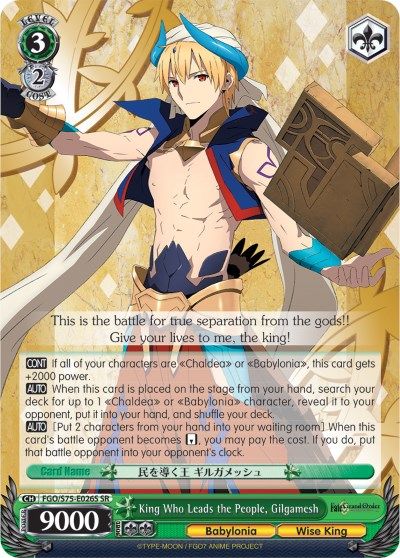 LEVEL
3
2
COST
This is the battle for true separation from the gods!!
Give your lives to me, the king!
CONT If all of your characters are «Chaldea» or «Babylonia», this card gets
+2000 power.
AUTO When this card is placed on the stage from your hand, search your
deck for up to 1 «Chaldea» or «Babylonia» character, reveal it to your
opponent, put it into your hand, and shuffle your deck.
AUTO [Put 2 characters from your hand into your waiting room] When this
card's battle opponent becomes [▼], you may pay the cost. If you do, put
that battle opponent into your opponent's clock.
Card Name
民を導く王 ギルガメッシュ
CH FGO/S75-E026S SR
King Who Leads the People, Gilgamesh
Fate/Grand Order
POWER 9000
Babylonia
Wise King
©TYPE-MOON / FGO7 ANIME PROJECT